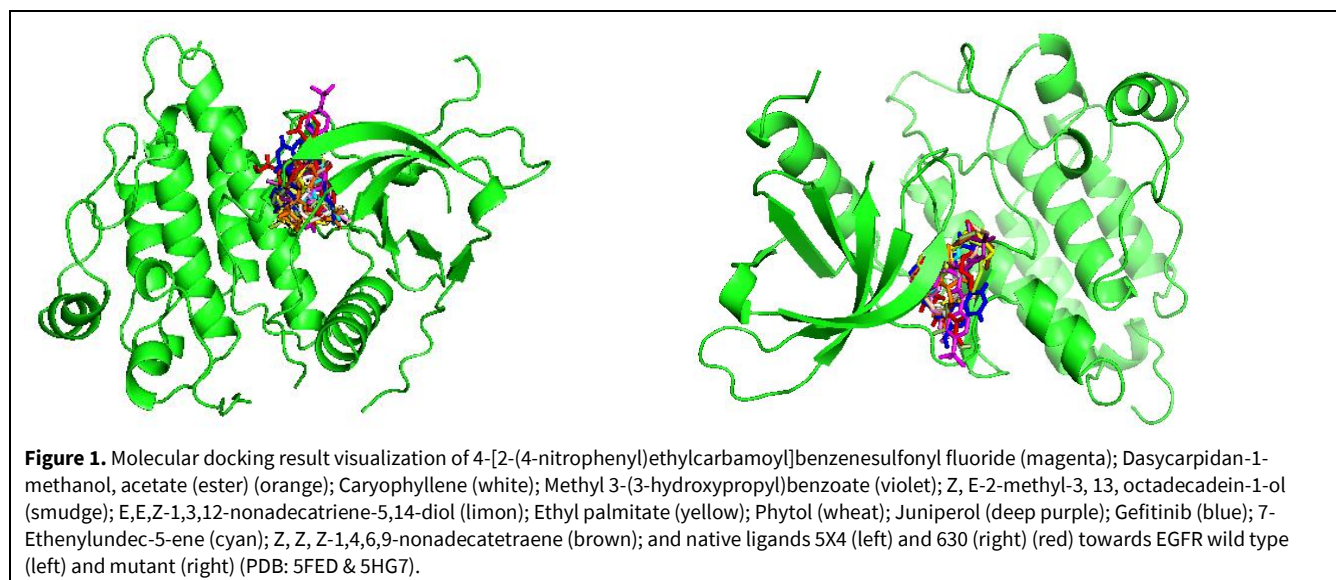 Figure 1. Molecular docking result visualization of 4-[2-(4-nitrophenyl)ethylcarbamoyl]benzenesulfonyl fluoride (magenta); Dasycarpidan-1-
methanol, acetate (ester) (orange); Caryophyllene (white); Methyl 3-(3-hydroxypropyl)benzoate (violet); Z, E-2-methyl-3, 13, octadecadein-1-ol
(smudge); E,E,Z-1,3,12-nonadecatriene-5,14-diol (limon); Ethyl palmitate (yellow); Phytol (wheat); Juniperol (deep purple); Gefitinib (blue); 7-
Ethenylundec-5-ene (cyan); Z, Z, Z-1,4,6,9-nonadecatetraene (brown); and native ligands 5X4 (left) and 630 (right) (red) towards EGFR wild type
(left) and mutant (right) (PDB: 5FED & 5HG7).